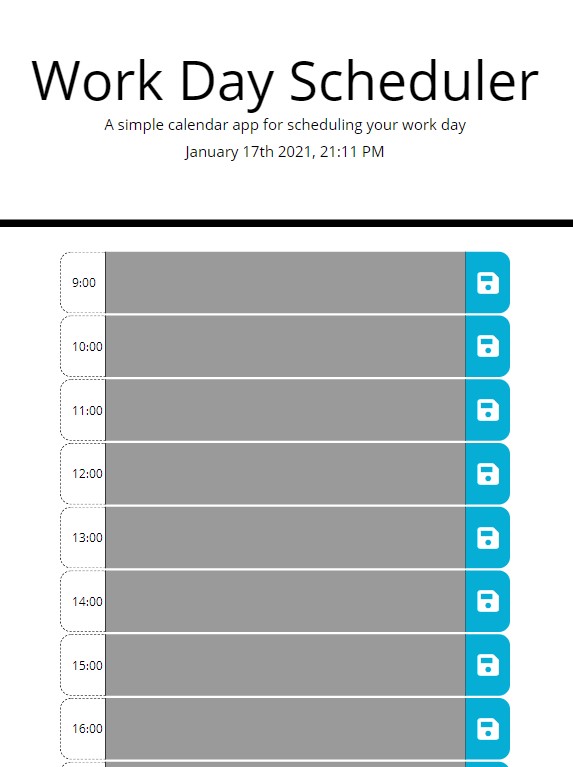 Work Day Scheduler
A simple calendar app for scheduling your work day
January 17th 2021, 21:11 PM
9:00
10:00
11:00
12:00
13:00
14:00
15:00
16:00